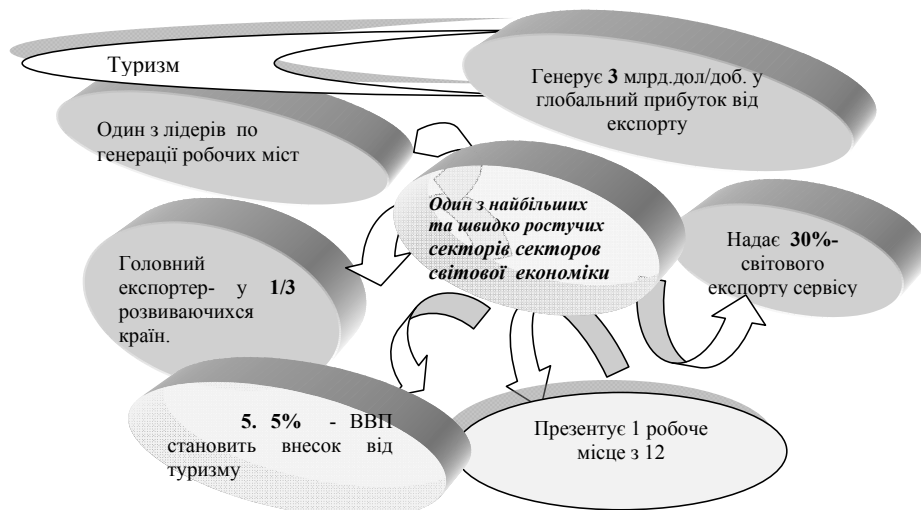 Туризм
Генерує 3 млрд.дол/доб. у
глобальний прибуток від
експорту
Один з лідерів по
генерації робочих міст
Один з найбільших
та швидко ростучих
секторів секторов
світової економіки
Надає 30%-
світового
експорту сервісу
Головний
експортер- у 1/3
розвиваючихся
країн.
5. 5% - ВВП
становить внесок від
туризму
Презентує 1 робоче
місце з 12